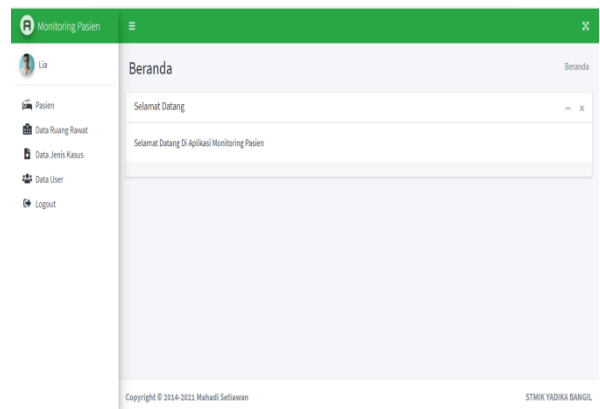 Monitoring Pasien
Lia
Pasien
Data Ruang Rawat
Data Jenis Kasus
Data User
Logout
Beranda
Beranda
Selamat Datang
Selamat Datang Di Aplikasi Monitoring Pasien
Copyright © 2014-2021 Mahadi Setiawan
STMIK YADIKA BANGIL